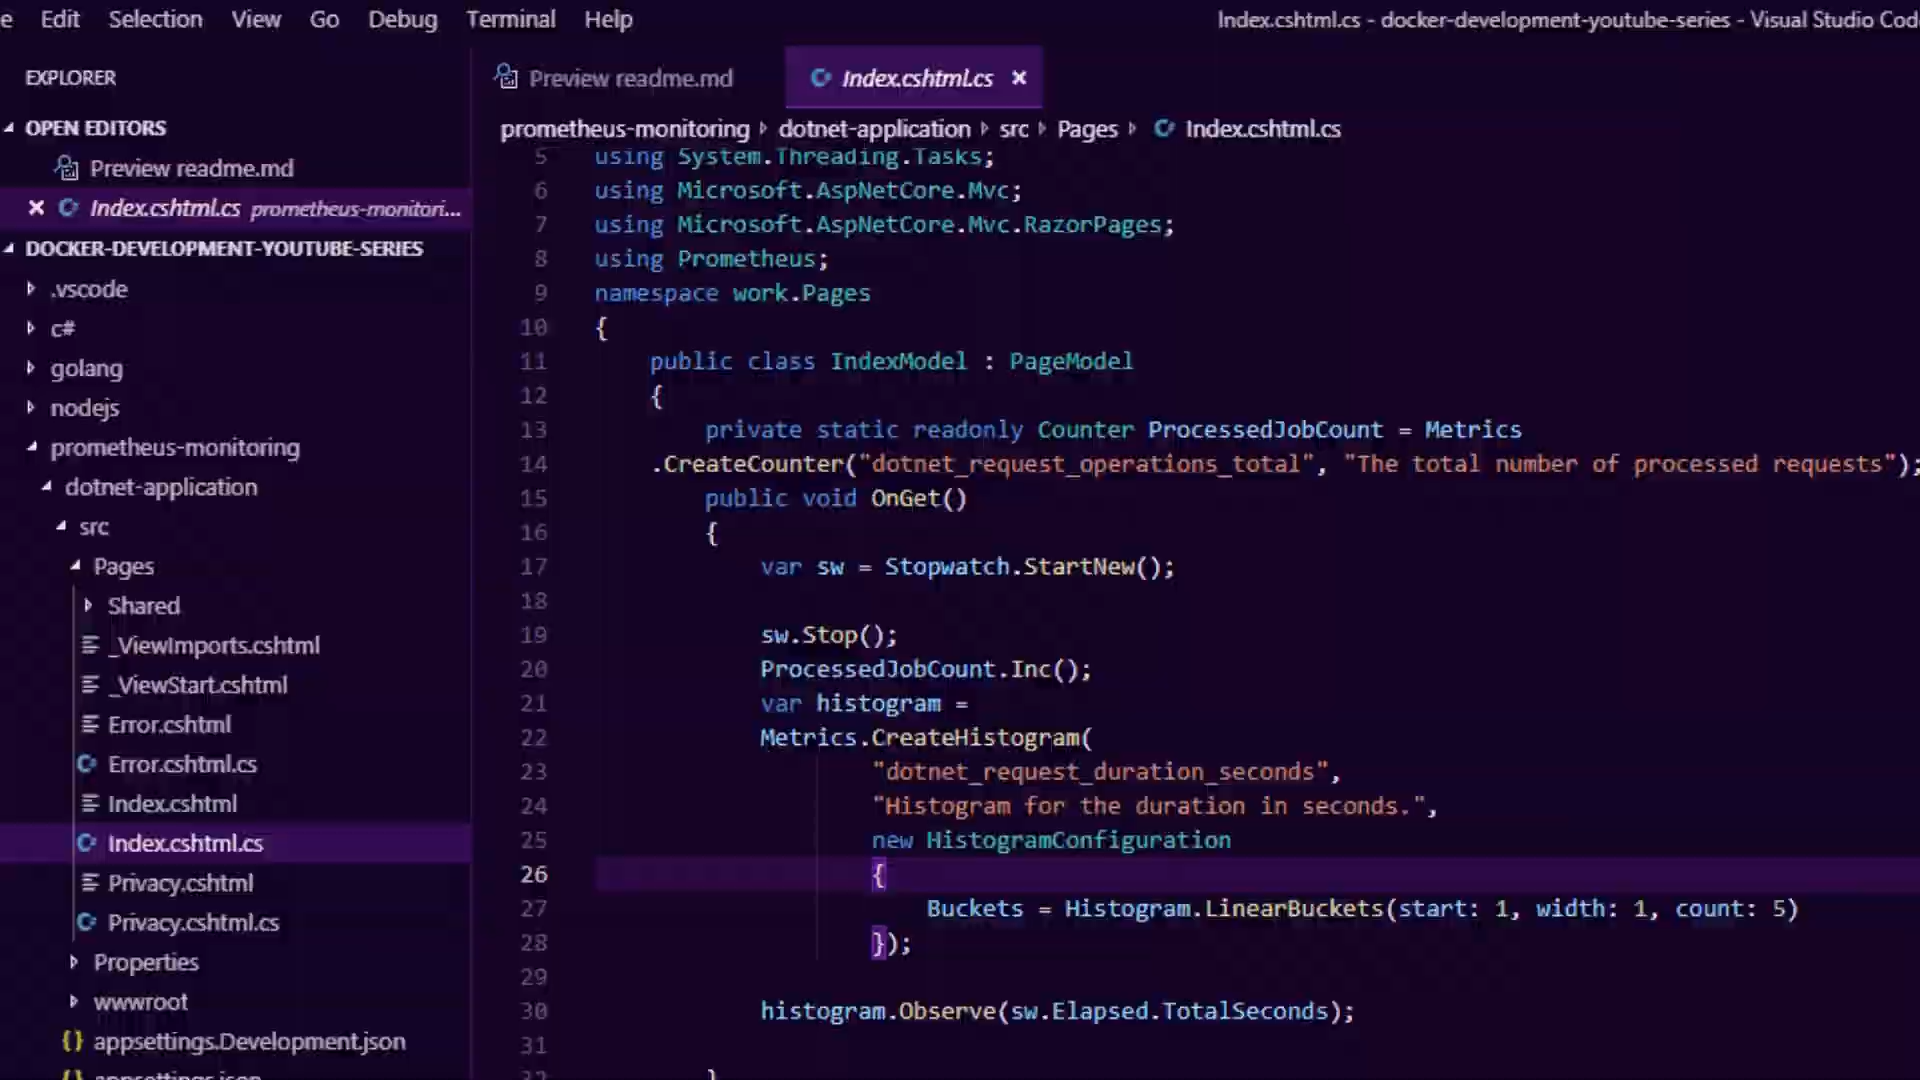 Edit Selection View Go Debug Terminal Help
Index.cshtml.cs - docker-development-youtube-series - Visual Studio Cod
EXPLORER
OPEN EDITORS
Preview readme.md
Index.cshtml.cs prometheus-monitori...
DOCKER-DEVELOPMENT-YOUTUBE-SERIES
.vscode
c#
golang
nodejs
prometheus-monitoring
dotnet-application
src
Pages
Shared
_ViewImports.cshtml
_ViewStart.cshtml
Error.cshtml
Error.cshtml.cs
Index.cshtml
Index.cshtml.cs
Privacy.cshtml
Privacy.cshtml.cs
Properties
wwwroot
appsettings.Development.json
appsettings.json
Preview readme.md
Index.cshtml.cs
prometheus-monitoring dotnet-application src Pages Index.cshtml.cs
5 using System.Threading.Tasks;
6 using Microsoft.AspNetCore.Mvc;
7 using Microsoft.AspNetCore.Mvc.RazorPages;
8 using Prometheus;
9 namespace work.Pages
10 {
11 public class IndexModel : PageModel
12 {
13 private static readonly Counter ProcessedJobCount = Metrics
14 .CreateCounter("dotnet_request_operations_total", "The total number of processed requests");
15 public void OnGet()
16 {
17 var sw = Stopwatch.StartNew();
18
19 sw.Stop();
20 ProcessedJobCount.Inc();
21 var histogram =
22 Metrics.CreateHistogram(
23 "dotnet_request_duration_seconds",
24 "Histogram for the duration in seconds.",
25 new HistogramConfiguration
26 {
27 Buckets = Histogram.LinearBuckets(start: 1, width: 1, count: 5)
28 });
29
30 histogram.Observe(sw.Elapsed.TotalSeconds);
31
32 }